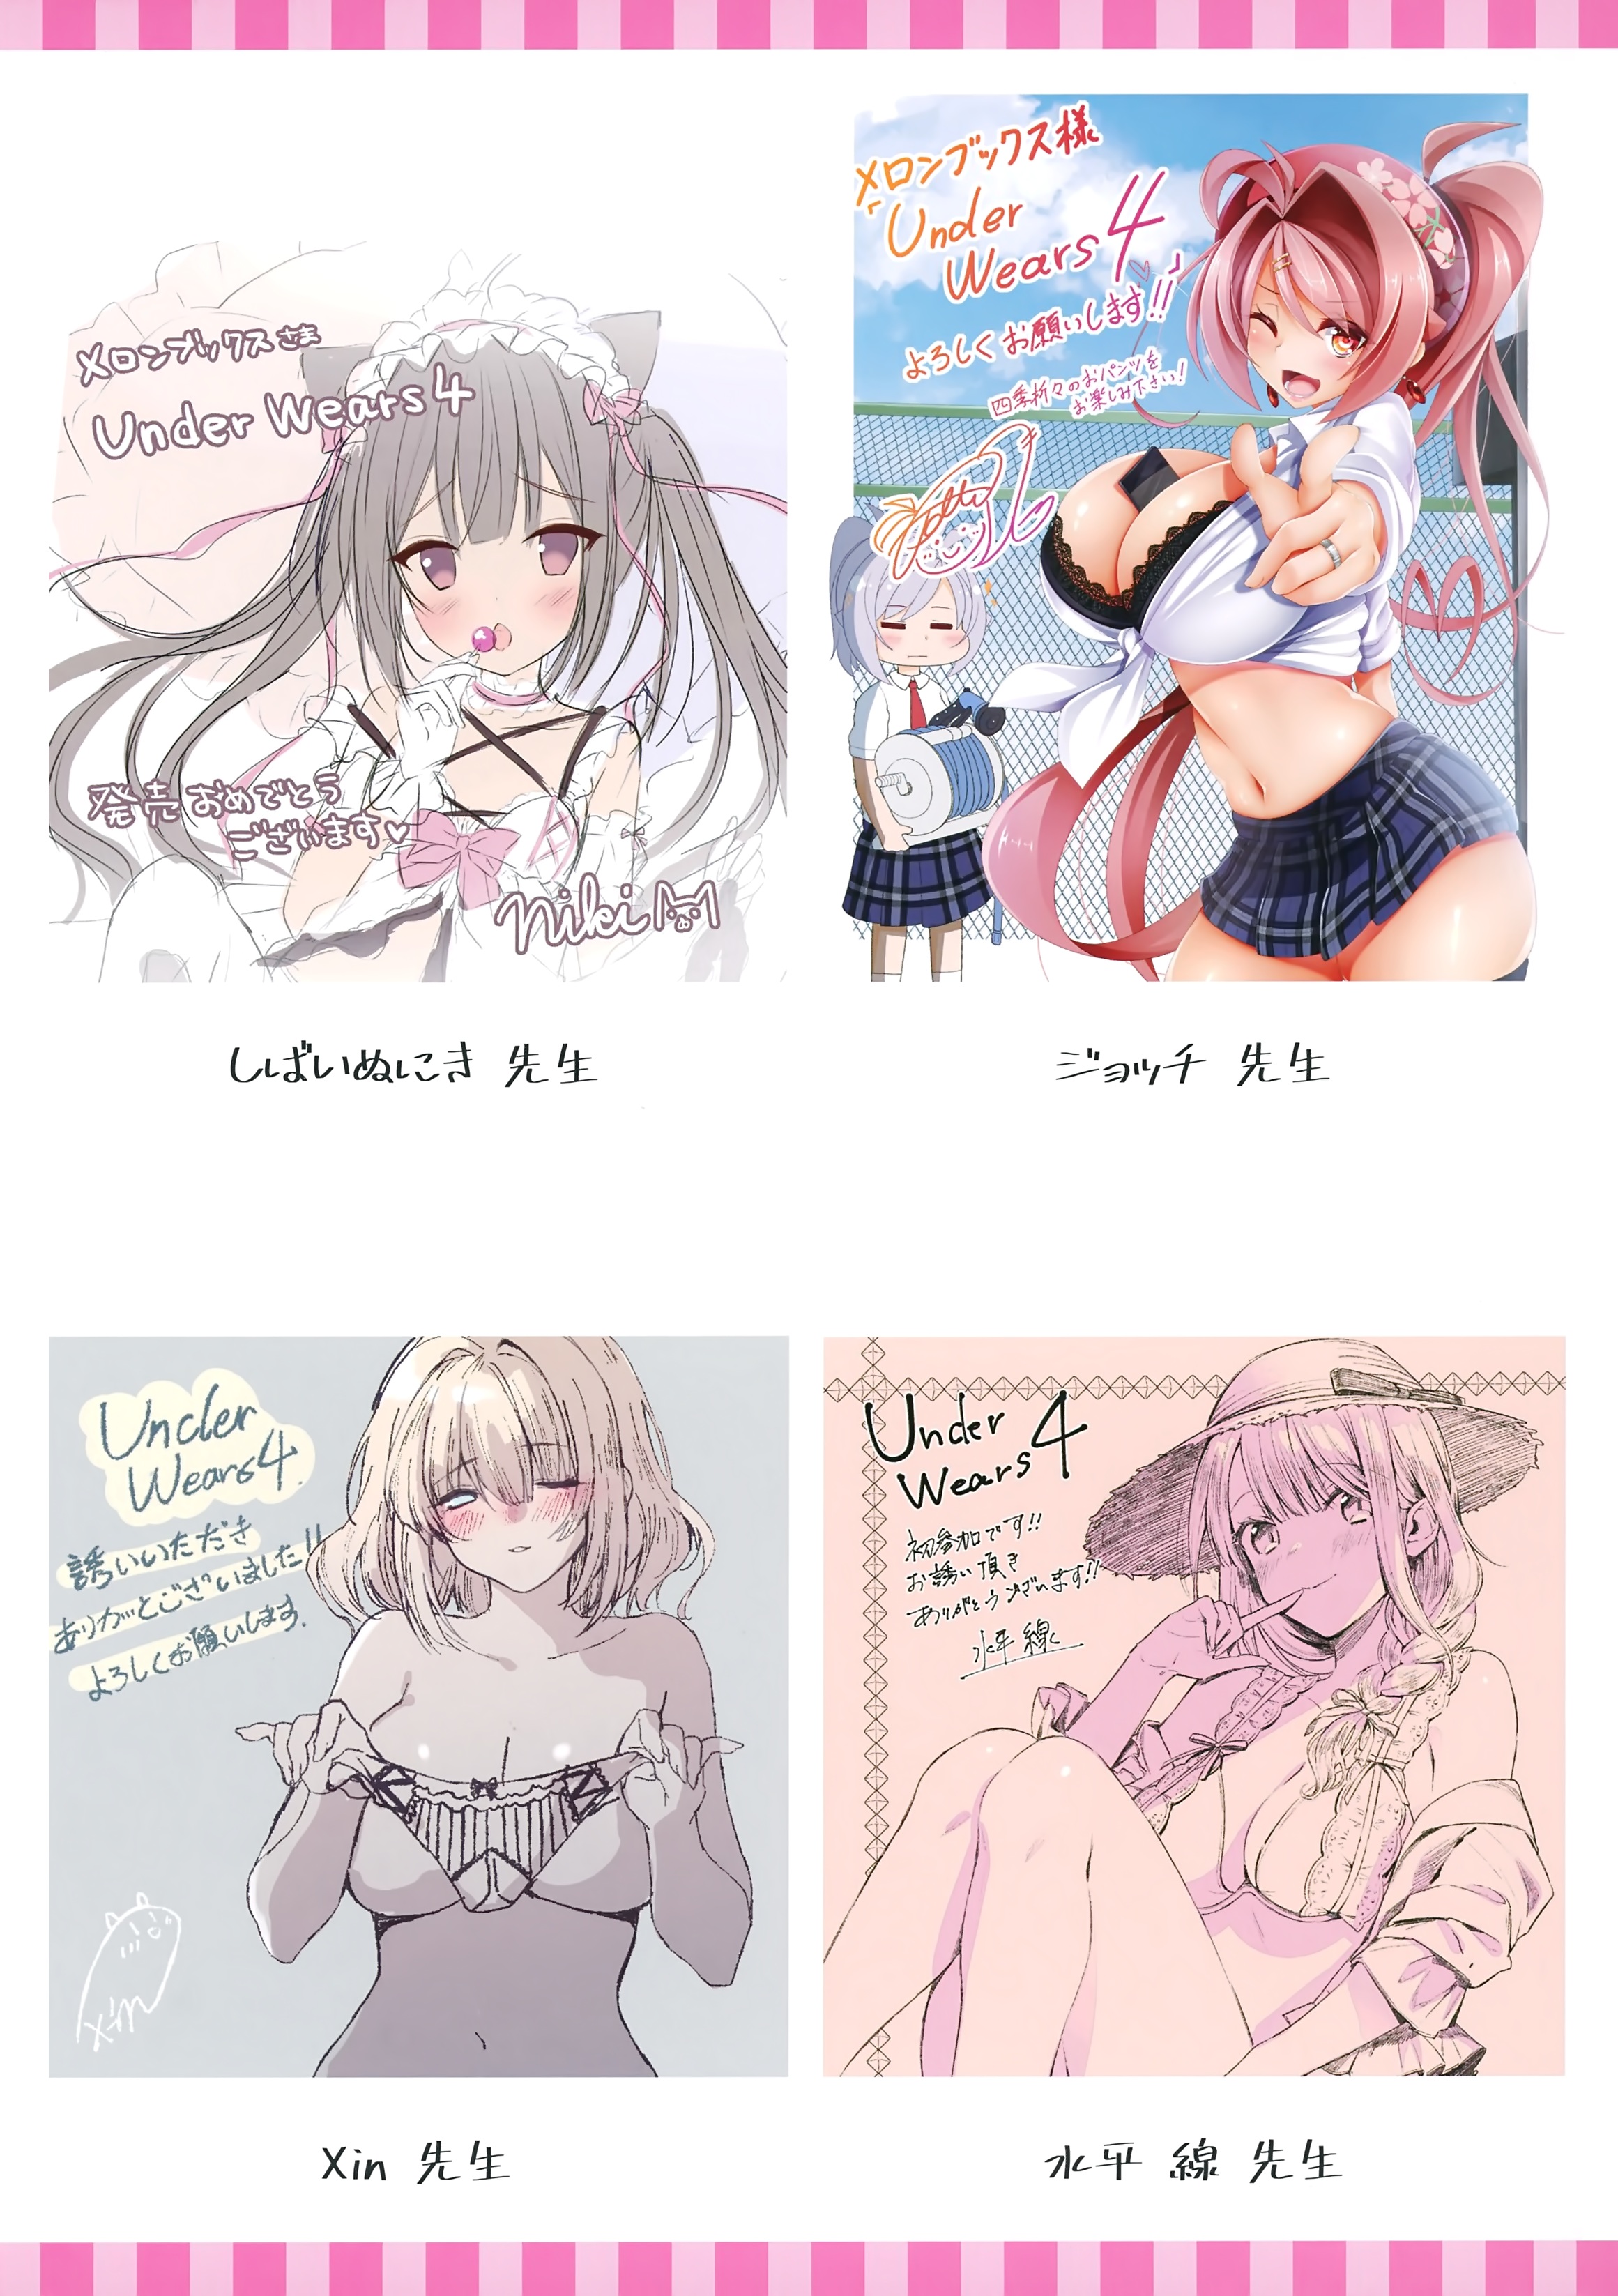 メロンブックスさま
Under Wears 4
発売おめでとう
ございます♡
niki
しばいぬにき 先生
メロンブックス様
Under
Wears 4
よろしくお願いします!!
四季折々のおパンツを
お楽しみ下さい!
ジョッチ 先生
Under
Wears 4.
誘いいただき
ありがとございました!!
よろしくお願いします.
xin
Xin 先生
Under
Wears 4
初参加です!!
お誘い頂き
ありがとうございます!!
水平線
水平 線 先生